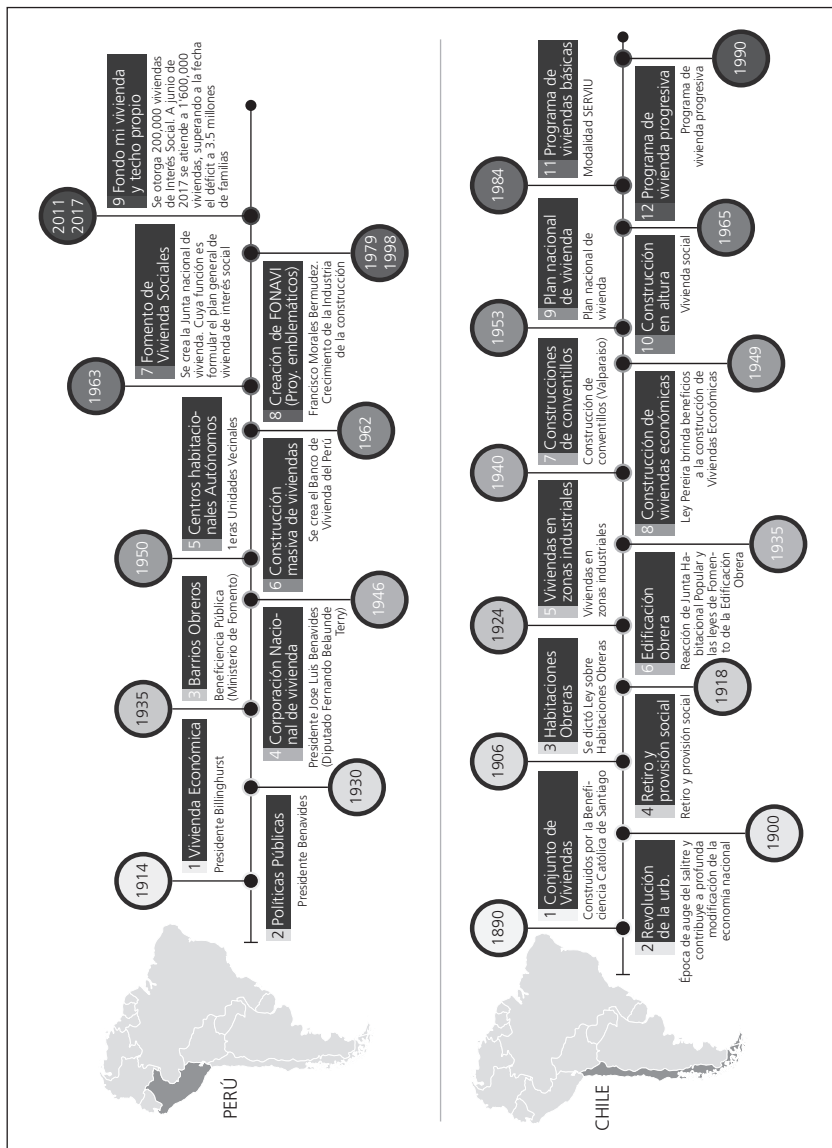 PERÚ
1914
1 Vivienda Económica
Presidente Billinghurst
2 Políticas Públicas
Presidente Benavides
1930
1935
3 Barrios Obreros
Beneficiencia Pública
(Ministerio de Fomento)
4 Corporación Nacio-
nal de vivienda
Presidente Jose Luis Benavides
(Diputado Fernando Belaunde
Terry)
1946
1950
5 Centros habitacio-
nales Autónomos
1eras Unidades Vecinales
6 Construcción
masiva de viviendas
Se crea el Banco de
Vivienda del Perú
1962
1963
7 Fomento de
Vivienda Sociales
Se crea la Junta nacional de
vivienda. Cuya función es
formular el plan general de
vivienda de interés social
8 Creación de FONAVI
(Proy. emblemáticos)
Francisco Morales Bermudez.
Crecimiento de la Industria
de la construcción
1979
1998
2011
2017
9 Fondo mi vivienda
y techo propio
Se otorga 200,000 viviendas
de Interés Social. A junio de
2017 se atiende a 1'600,000
viviendas, superando a la fecha
el déficit a 3.5 millones
de familias
CHILE
1890
1 Conjunto de
Viviendas
Construidos por la Benefi-
ciencia Católica de Santiago
2 Revolución
de la urb.
Época de auge del salitre y
contribuye a profunda
modificación de la
economía nacional
1900
1906
3 Habitaciones
Obreras
Se dictó Ley sobre
Habitaciones Obreras
4 Retiro y
provisión social
Retiro y provisión social
1918
1924
5 Viviendas en
zonas industriales
Viviendas en
zonas industriales
6 Edificación
obrera
Reacción de Junta Ha-
bitacional Popular y
las leyes de Fomen-
to de la Edificación
Obrera
1935
1940
7 Construcciones
de conventillos
Construcción de
conventillos (Valparaíso)
8 Construcción de
viviendas económicas
Ley Pereira brinda beneficios
a la construcción de
Viviendas Económicas
1949
1953
9 Plan nacional
de vivienda
Plan nacional de
vivienda
10 Construcción
en altura
Vivienda social
1965
1984
11 Programa de
viviendas básicas
Modalidad SERVIU
12 Programa de
vivienda progresiva
Programa de
vivienda progresiva
1990